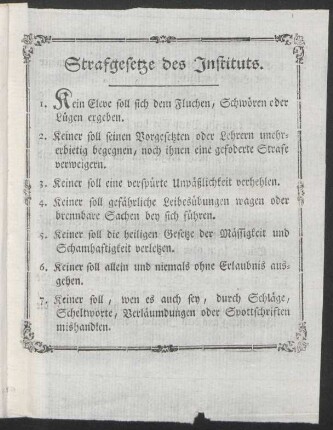 Strafgesetze des Instituts.
1. Kein Eleve soll sich dem Fluchen, Schwören oder
Lügen ergeben.
2. Keiner soll seinen Vorgesetzten oder Lehrern unehr-
erbietig begegnen, noch ihnen eine gefoderte Strafe
verweigern.
3. Keiner soll eine verspürte Unpäßlichkeit verhehlen.
4. Keiner soll gefährliche Leibesübungen wagen oder
brennbare Sachen bey sich führen.
5. Keiner soll die heiligen Gesetze der Mässigkeit und
Schamhaftigkeit verletzen.
6. Keiner soll allein und niemals ohne Erlaubnis aus-
gehen.
7. Keiner soll, wen es auch sey, durch Schläge,
Scheltworte, Verläumdungen oder Spottschriften
mishandlen.